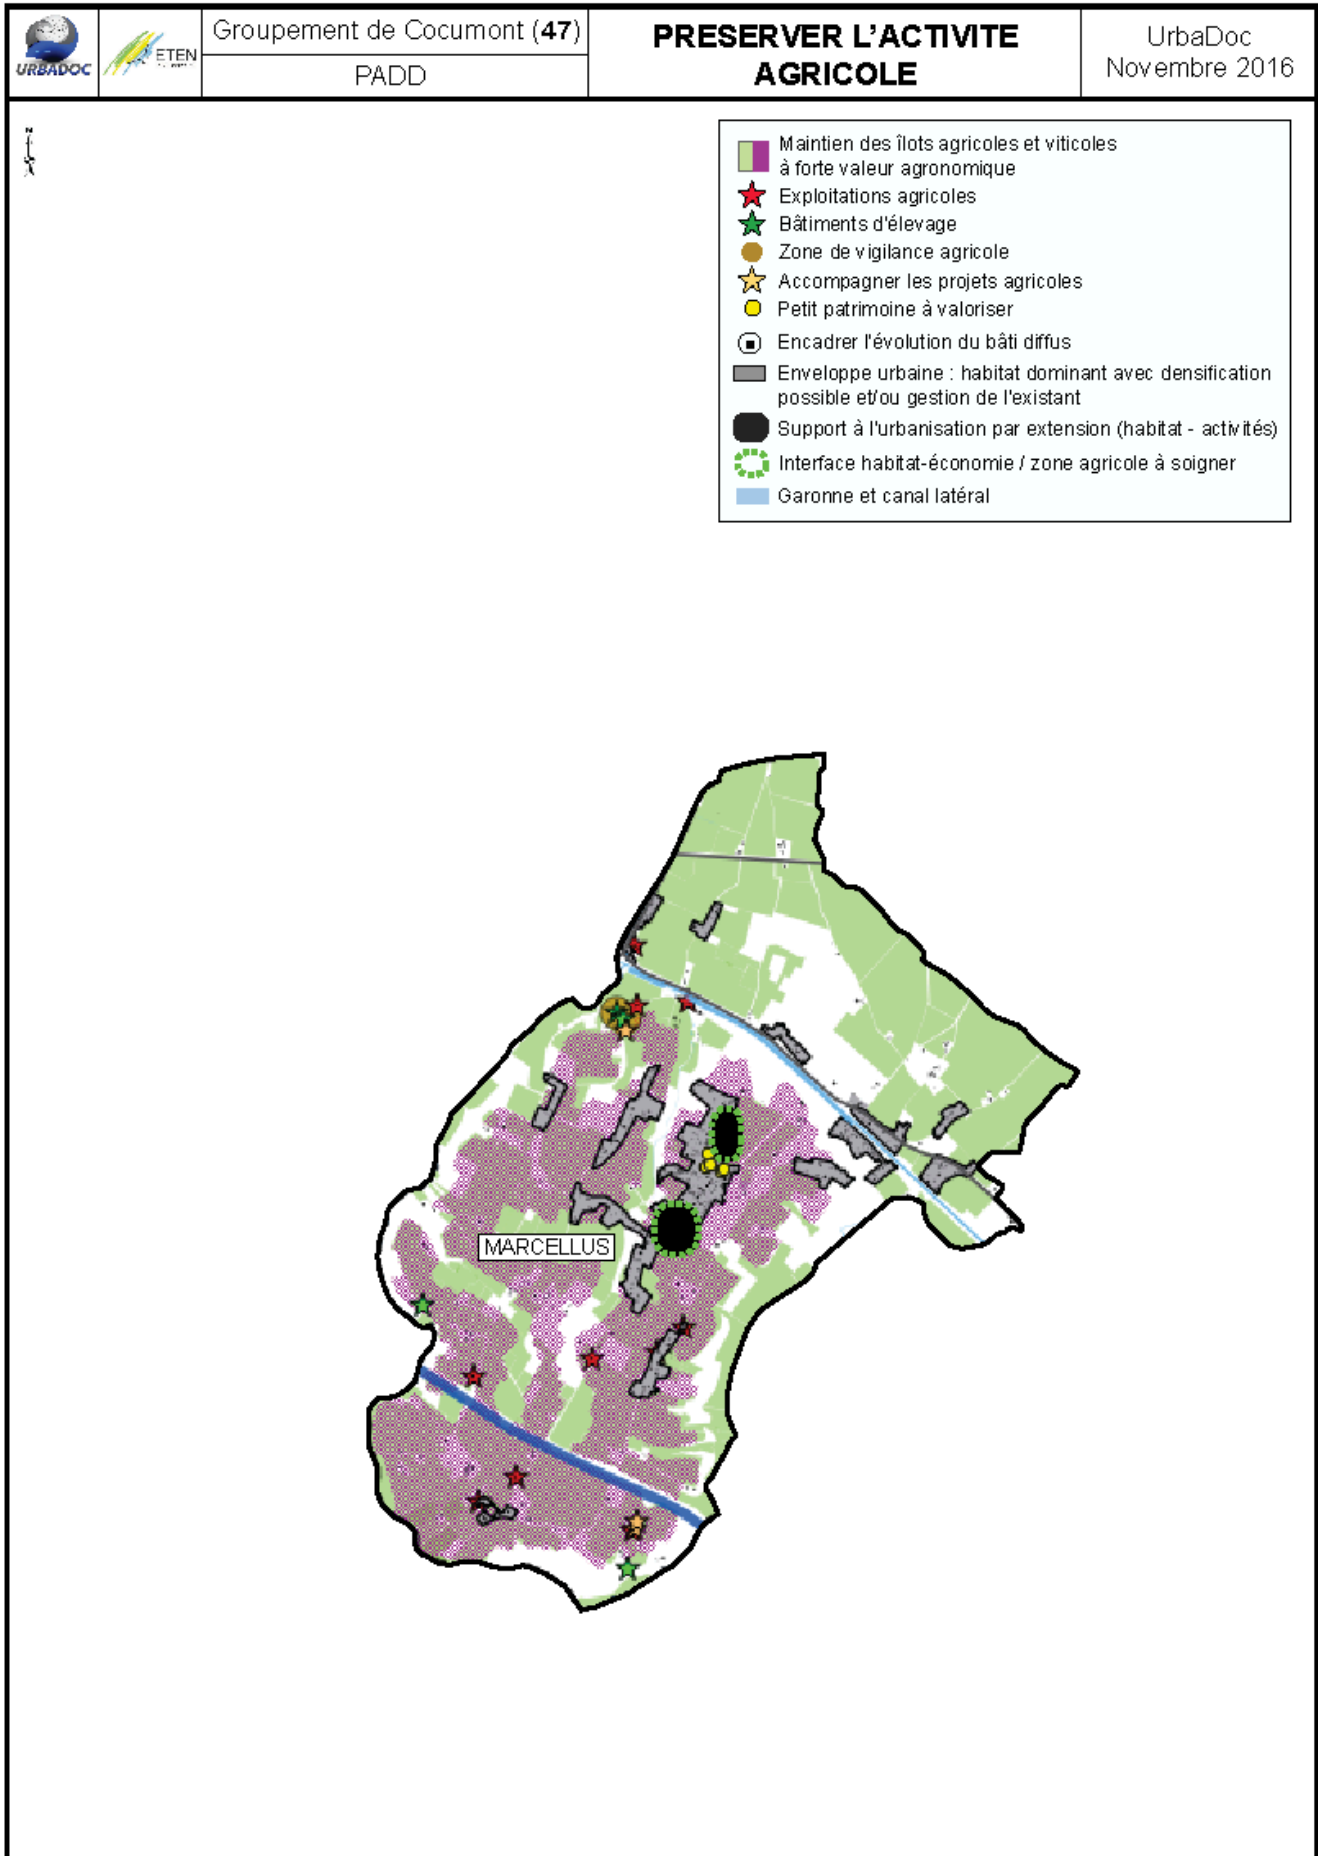 URBADOC
ETEN
Groupement de Cocumont (47)
PADD
PRESERVER L'ACTIVITE
AGRICOLE
UrbaDoc
Novembre 2016
N
Maintien des îlots agricoles et viticoles
à forte valeur agronomique
Exploitations agricoles
Bâtiments d'élevage
Zone de vigilance agricole
Accompagner les projets agricoles
Petit patrimoine à valoriser
Encadrer l'évolution du bâti diffus
Enveloppe urbaine : habitat dominant avec densification
possible et/ou gestion de l'existant
Support à l'urbanisation par extension (habitat - activités)
Interface habitat-économie / zone agricole à soigner
Garonne et canal latéral
MARCELLUS